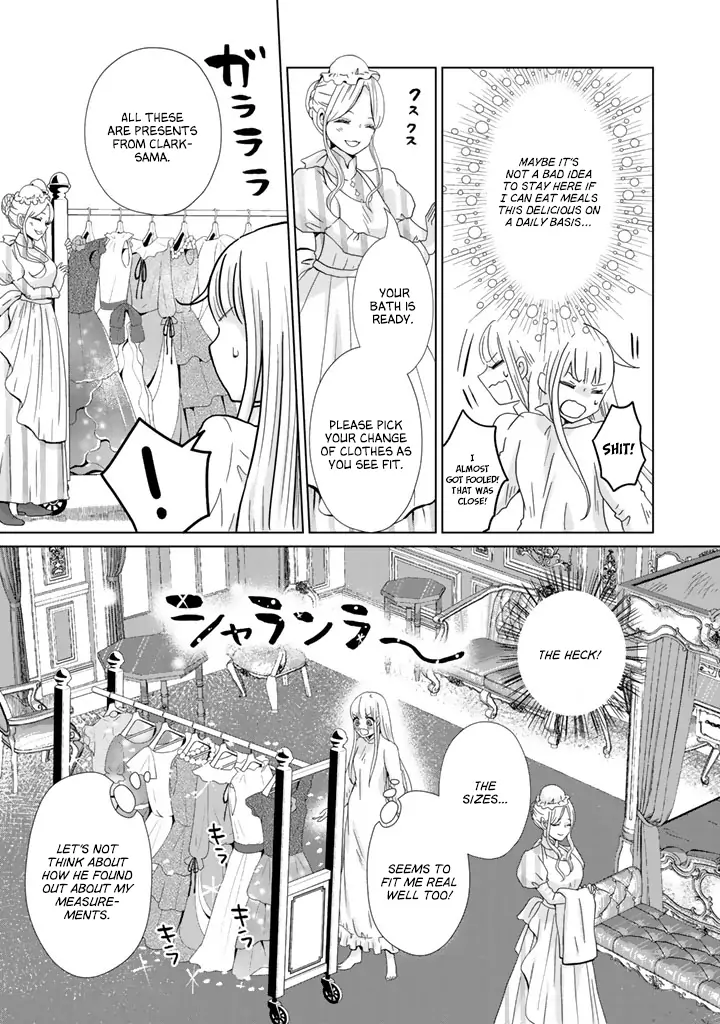 MAYBE IT'S
NOT A BAD IDEA
TO STAY HERE IF
I CAN EAT MEALS
THIS DELICIOUS ON
A DAILY BASIS...
SHIT!
I
ALMOST
GOT FOOLED!
THAT WAS
CLOSE!
クスクス
YOUR
BATH IS
READY.
PLEASE PICK
YOUR CHANGE
OF CLOTHES AS
YOU SEE FIT.
ガララララ
ALL THESE
ARE PRESENTS
FROM CLARK-
SAMA.
!
THE HECK!
シャランラ〜
THE
SIZES...
SEEMS TO
FIT ME REAL
WELL TOO!
キラ
キラ
LET'S NOT
THINK ABOUT
HOW HE FOUND
OUT ABOUT MY
MEASURE-
MENTS.